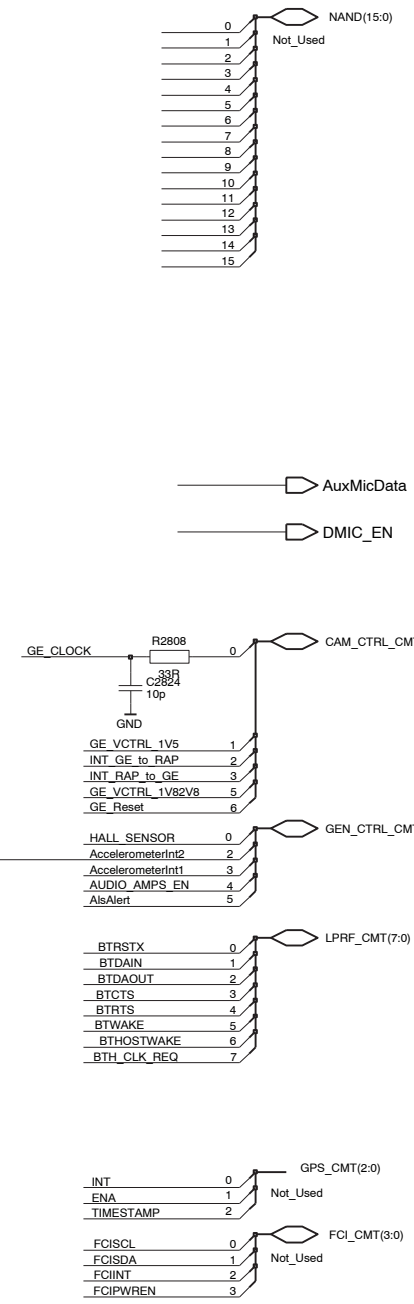 NAND(15:0)
0
Not_Used
1
2
3
4
5
6
7
8
9
10
11
12
13
14
15
AuxMicData
DMIC_EN
R2808
GE_CLOCK 0 CAM_CTRL_CMT
33R
C2824
10p
GND
GE_VCTRL_1V5 1
INT_GE_to_RAP 2
INT_RAP_to_GE 3
GE_VCTRL_1V82V8 5
GE_Reset 6
GEN_CTRL_CMT
HALL_SENSOR 0
AccelerometerInt2 2
AccelerometerInt1 3
AUDIO_AMPS_EN 4
AlsAlert 5
LPRF_CMT(7:0)
BTRSTX 0
BTDAIN 1
BTDAOUT 2
BTCTS 3
BTRTS 4
BTWAKE 5
BTHOSTWAKE 6
BTH_CLK_REQ 7
GPS_CMT(2:0)
INT 0
Not_Used
ENA 1
TIMESTAMP 2
FCI_CMT(3:0)
FCISCL 0
Not_Used
FCISDA 1
FCIINT 2
FCIPWREN 3